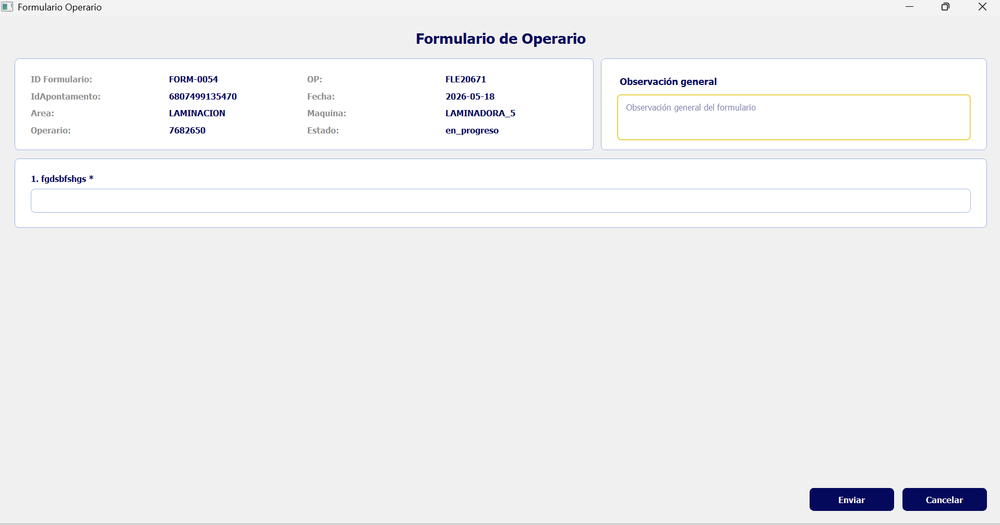 Formulario Operario
Formulario de Operario
ID Formulario: FORM-0054 OP: FLE20671
IdApontamento: 6807499135470 Fecha: 2026-05-18
Area: LAMINACION Maquina: LAMINADORA_5
Operario: 7682650 Estado: en_progreso
Observación general
Observación general del formulario
1. fgdsbfshgs *
Enviar Cancelar